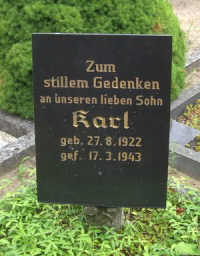 Zum
stillem Gedenken
an unseren lieben Sohn
Karl
geb. 27. 8. 1922
gef. 17. 3. 1943